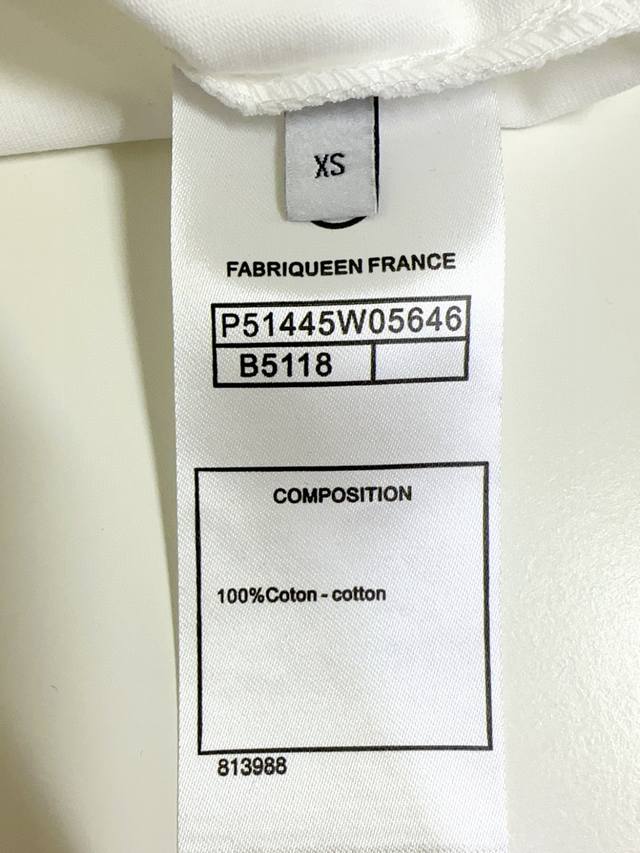 XS
FABRIQUEEN FRANCE
P51445W05646
B5118
COMPOSITION
100%Coton - cotton
813988